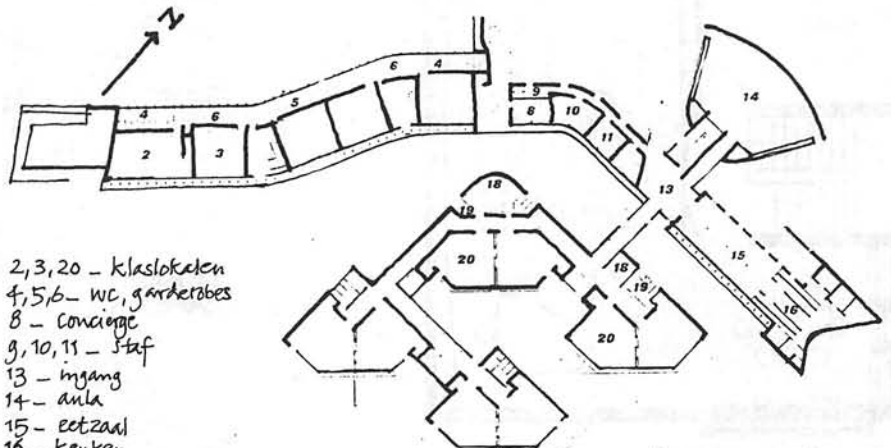 N
6 4
5
4 6
2 3
9
8 10
11
14
13
18
19
20
18
19
15
16
20
2,3,20 – klaslokalen
4,5,6 – wc, garderobes
8 – concierge
9,10,11 – staf
13 – ingang
14 – aula
15 – eetzaal